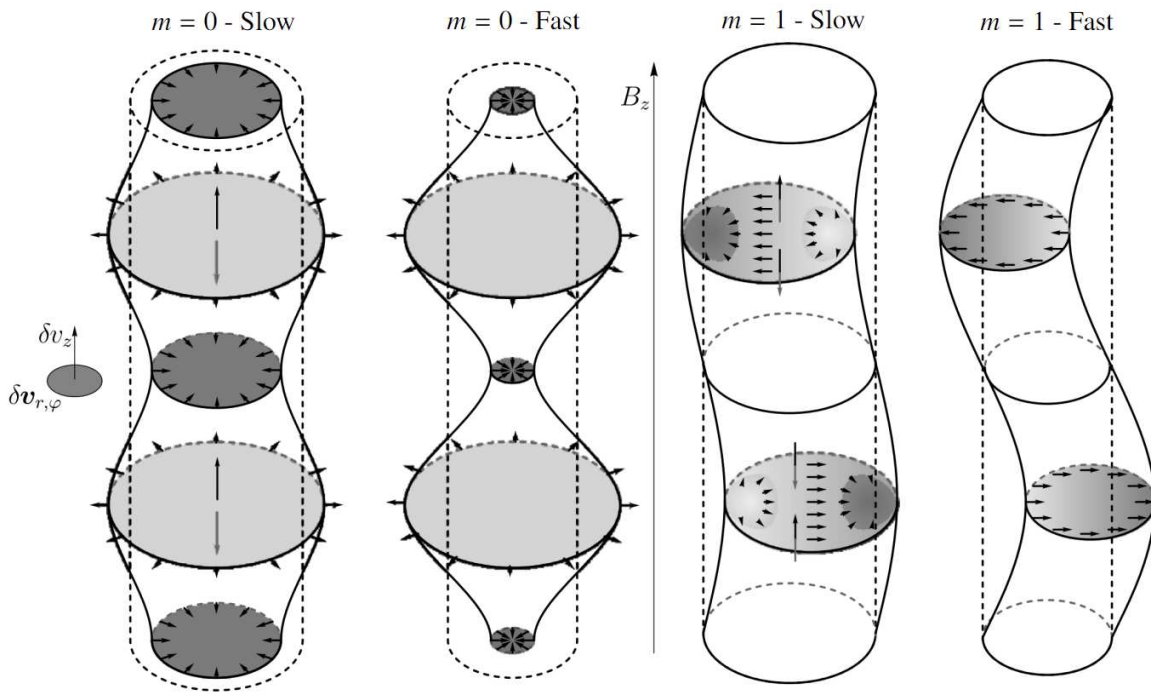 m = 0 - Slow
m = 0 - Fast
m = 1 - Slow
m = 1 - Fast
B_z
δv_z
δv_{r,φ}